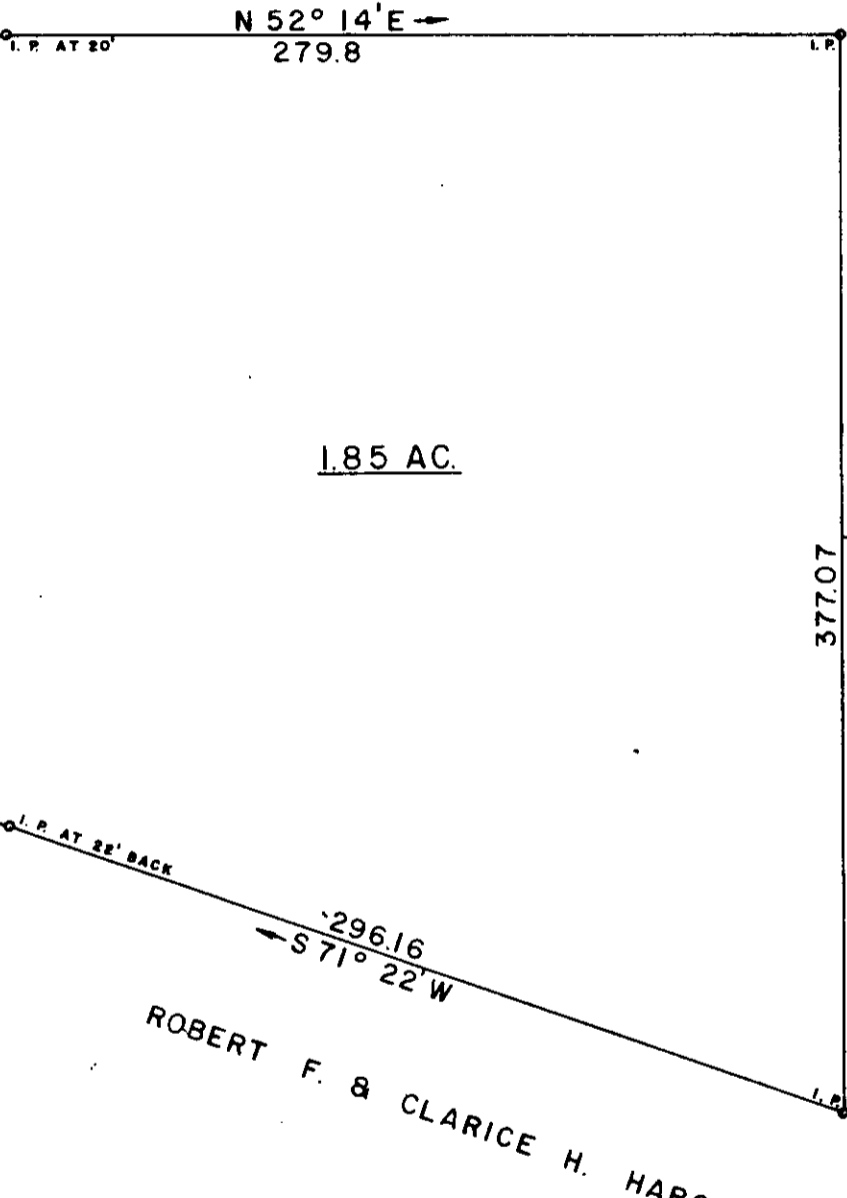 N 52° 14'E
I. P. AT 20'
279.8
I. P.
1.85 AC.
377.07
I. P. AT 22' BACK
296.16
S 71° 22' W
I. P.
ROBERT F. & CLARICE H.